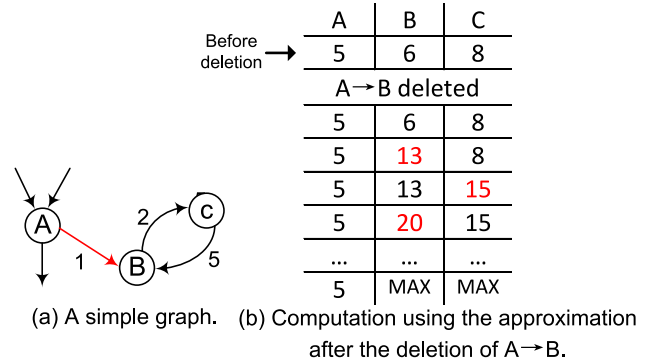 A B C
Before deletion → 5 6 8
A→B deleted
5 6 8
5 13 8
5 13 15
5 20 15
... ... ...
5 MAX MAX
A
1
B
2
c
5
(a) A simple graph.
(b) Computation using the approximation
after the deletion of A→B.